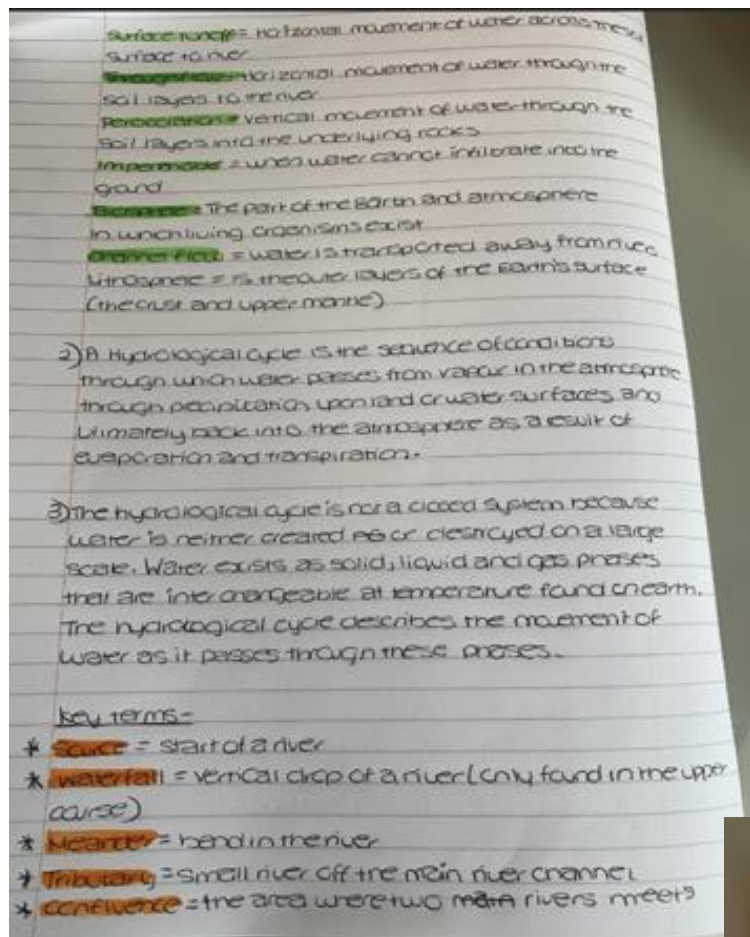 Surface runoff = Horizontal movement of water across the
surface to river
Throughflow = Horizontal movement of water through the
soil layers to the river
Percolation = vertical movement of water through the
soil layers into the underlying rocks
Impermable = when water cannot infiltrate into the
grand
Biosphere = The part of the Earth and atmosphere
in which living organisms exist
Channel flow = water is transported away from river
Lithosphere = the outer layers of the Earth's surface
(the crust and upper mantle)
2) A Hydrological cycle is the sequence of conditions
through which water passes from vapour in the atmosphere
through precipitation upon land or water surfaces and
ultimately back into the atmosphere as a result of
evaporation and transpiration.
3) The hydrological cycle is not a closed system because
water is neither created or destroyed on a large
scale. Water exists as solid, liquid and gas phases
that are interchangeable at temperature found on earth.
The hydrological cycle describes the movement of
water as it passes through these phases.
Key terms-
* Source = start of a river
* Waterfall = vertical drop of a river (only found in the upper
course)
* Meander = bend in the river
* Tributary = small river off the main river channel
* Confluence = the area where two main rivers meets